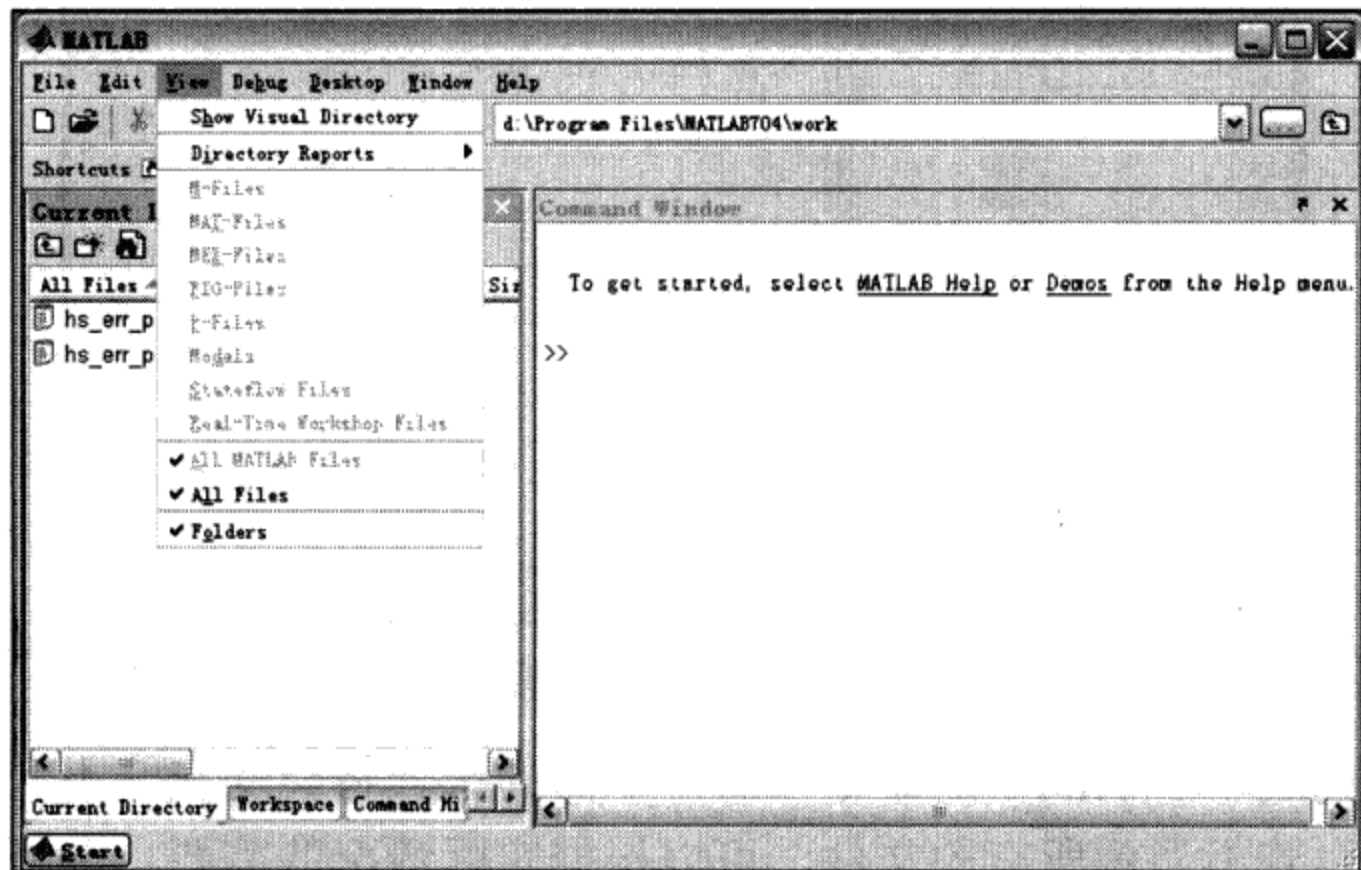 MATLAB
File Edit View Debug Desktop Window Help
Show Visual Directory
d:\Program Files\MATLAB704\work
Directory Reports
Shortcuts
M-Files
Current
Command Window
MAT-Files
MEX-Files
All Files
FIG-Files
To get started, select MATLAB Help or Demos from the Help menu.
hs_err_p
P-Files
hs_err_p
Models
>>
Stateflow Files
Real-Time Workshop Files
All MATLAB Files
All Files
Folders
Current Directory Workspace Command Hi
Start